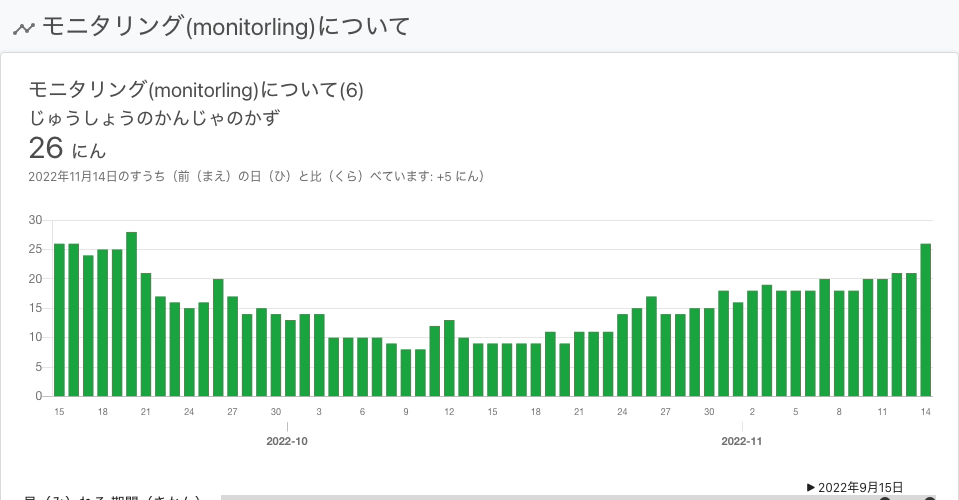 モニタリング(monitorling)について
モニタリング(monitorling)について(6)
じゅうしょうのかんじゃのかず
26 にん
2022年11月14日のすうち（前（まえ）の日（ひ）と比（くら）べています: +5 にん）
30
25
20
15
10
5
0
15 18 21 24 27 30 3 6 9 12 15 18 21 24 27 30 2 5 8 11 14
2022-10 2022-11
▶ 2022年9月15日